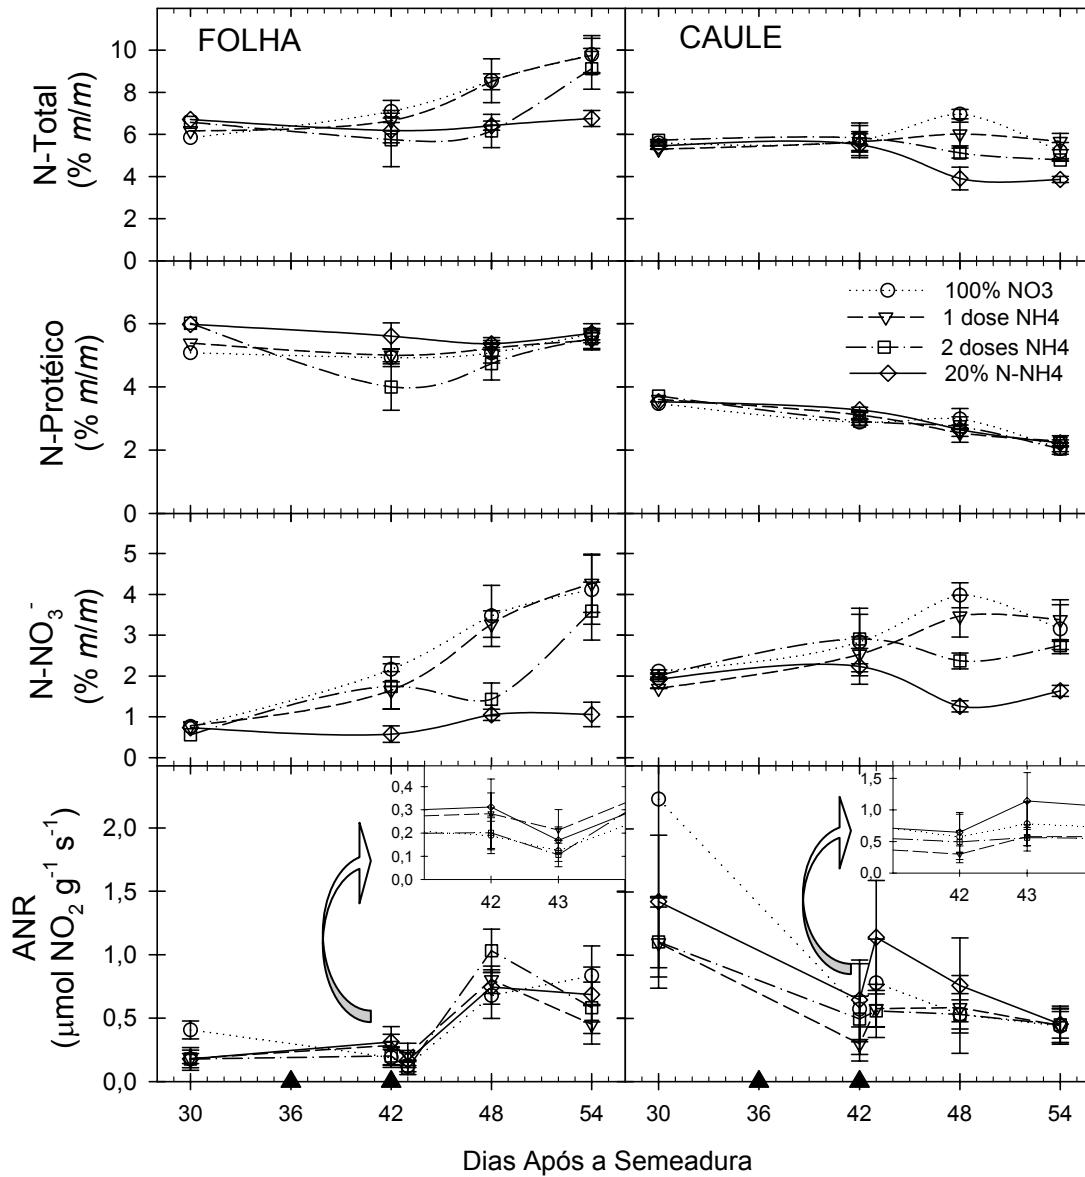 FOLHA
CAULE
N-Total
(% m/m)
10
8
6
4
2
0
N-Protéico
(% m/m)
6
4
2
0
100% NO3
1 dose NH4
2 doses NH4
20% N-NH4
N-NO₃⁻
(% m/m)
5
4
3
2
1
0
ANR
(μmol NO₂ g⁻¹ s⁻¹)
2,0
1,5
1,0
0,5
0,0
0,4
0,3
0,2
0,1
0,0
42 43
1,5
1,0
0,5
0,0
42 43
30 36 42 48 54 30 36 42 48 54
Dias Após a Semeadura